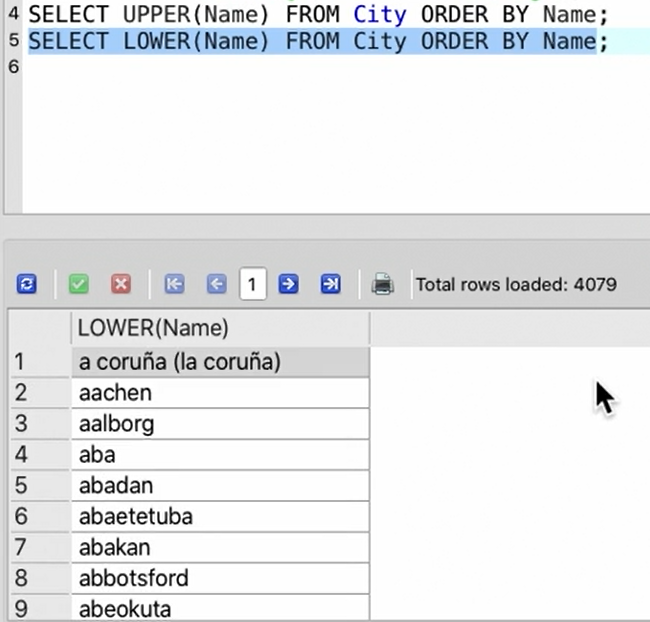 4 SELECT UPPER(Name) FROM City ORDER BY Name;
5 SELECT LOWER(Name) FROM City ORDER BY Name;
6
1 Total rows loaded: 4079
LOWER(Name)
1 a coruña (la coruña)
2 aachen
3 aalborg
4 aba
5 abadan
6 abaetetuba
7 abakan
8 abbotsford
9 abeokuta